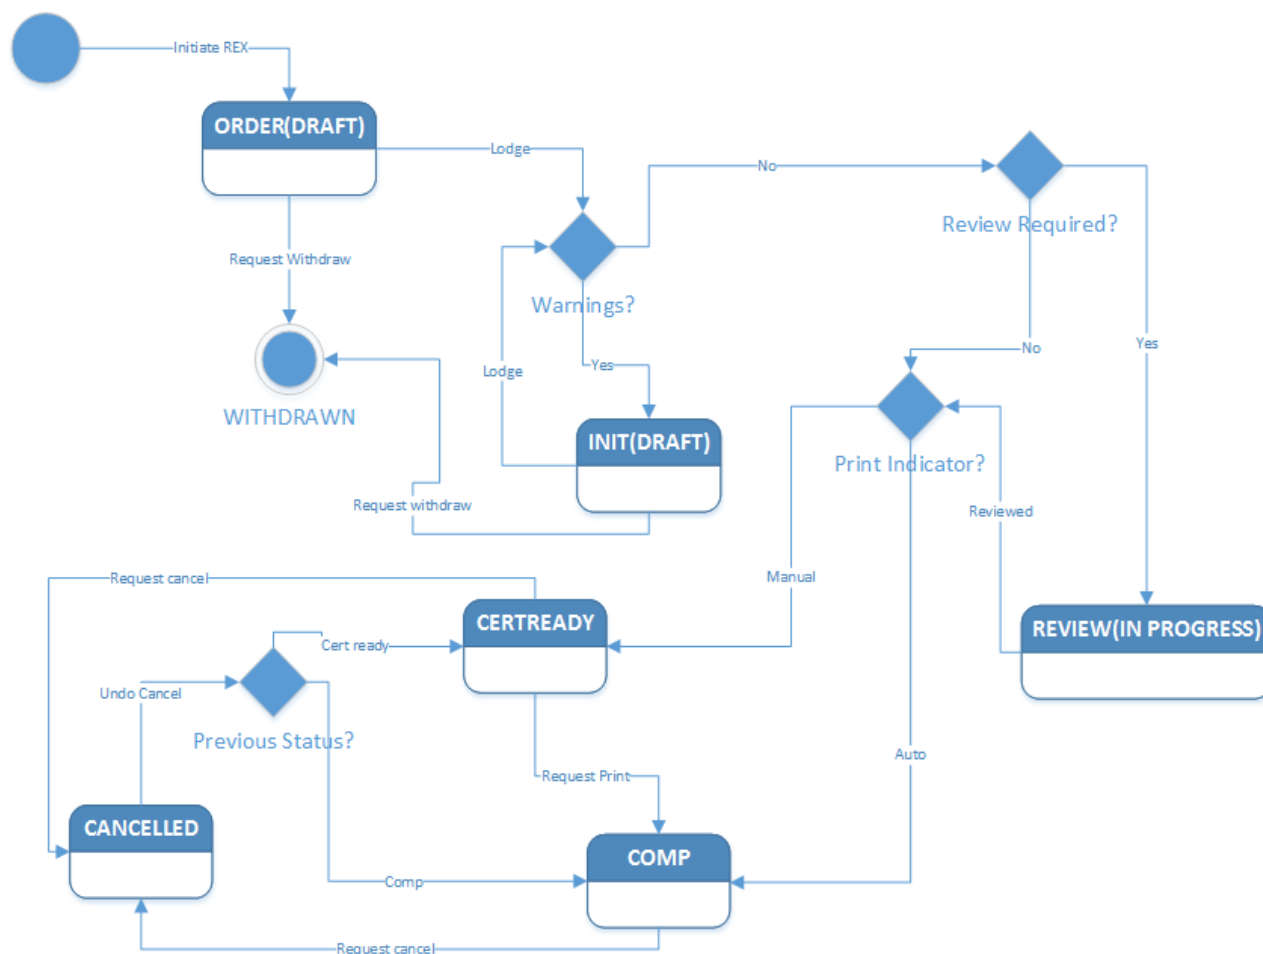 Initiate REX
ORDER(DRAFT)
Lodge
No
Review Required?
Request Withdraw
Warnings?
Lodge
Yes
No
Yes
WITHDRAWN
INIT(DRAFT)
Print Indicator?
Request withdraw
Reviewed
Request cancel
Manual
CERTREADY
REVIEW(IN PROGRESS)
Cert ready
Undo Cancel
Previous Status?
Auto
Request Print
CANCELLED
COMP
Comp
Request cancel